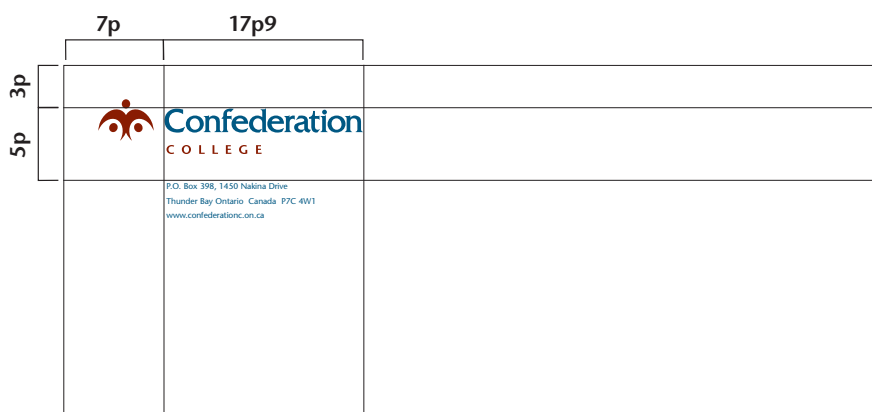 7p 17p9
3p
5p
Confederation
COLLEGE
P.O. Box 398, 1450 Nakina Drive
Thunder Bay Ontario Canada P7C 4W1
www.confederationc.on.ca